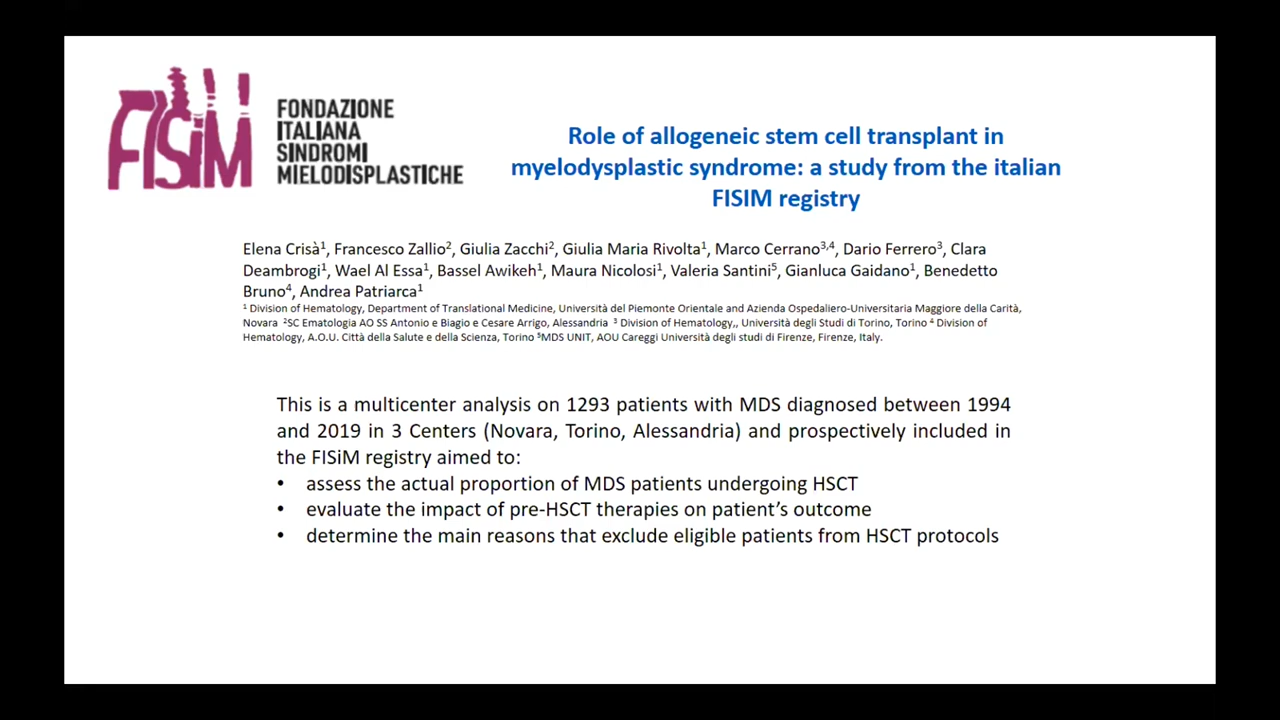 FISiM
FONDAZIONE
ITALIANA
SINDROMI
MIELODISPLASTICHE
Role of allogeneic stem cell transplant in
myelodysplastic syndrome: a study from the italian
FISIM registry
Elena Crisà¹, Francesco Zallio², Giulia Zacchi², Giulia Maria Rivolta¹, Marco Cerrano³,⁴, Dario Ferrero³, Clara
Deambrogi¹, Wael Al Essa¹, Bassel Awikeh¹, Maura Nicolosi¹, Valeria Santini⁵, Gianluca Gaidano¹, Benedetto
Bruno⁴, Andrea Patriarca¹
¹ Division of Hematology, Department of Translational Medicine, Università del Piemonte Orientale and Azienda Ospedaliero-Universitaria Maggiore della Carità,
Novara ²SC Ematologia AO SS Antonio e Biagio e Cesare Arrigo, Alessandria ³ Division of Hematology,, Università degli Studi di Torino, Torino ⁴ Division of
Hematology, A.O.U. Città della Salute e della Scienza, Torino ⁵MDS UNIT, AOU Careggi Università degli studi di Firenze, Firenze, Italy.
This is a multicenter analysis on 1293 patients with MDS diagnosed between 1994
and 2019 in 3 Centers (Novara, Torino, Alessandria) and prospectively included in
the FISiM registry aimed to:
• assess the actual proportion of MDS patients undergoing HSCT
• evaluate the impact of pre-HSCT therapies on patient’s outcome
• determine the main reasons that exclude eligible patients from HSCT protocols